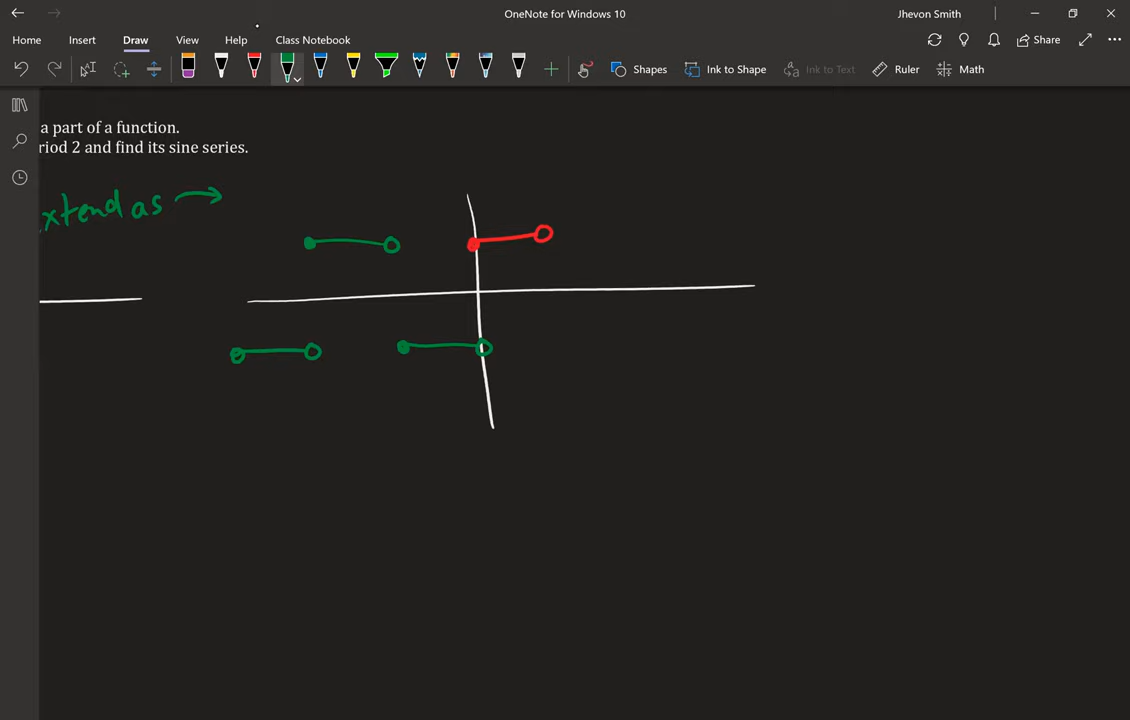 OneNote for Windows 10
Jhevon Smith
Home Insert Draw View Help Class Notebook
Share
Shapes
Ink to Shape
Ink to Text
Ruler
Math
a part of a function.
riod 2 and find its sine series.
xtend as →